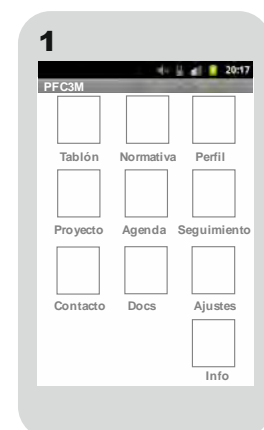 1
20:17
PFC3M
Tablón Normativa Perfil
Proyecto Agenda Seguimiento
Contacto Docs Ajustes
Info